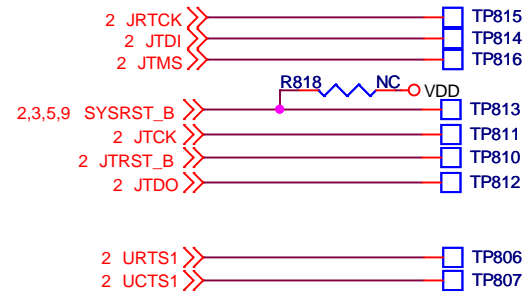 2 JRTCK TP815
2 JTDI TP814
2 JTMS TP816
R818 NC VDD
2,3,5,9 SYSRST_B TP813
2 JTCK TP811
2 JTRST_B TP810
2 JTDO TP812
2 URTS1 TP806
2 UCTS1 TP807